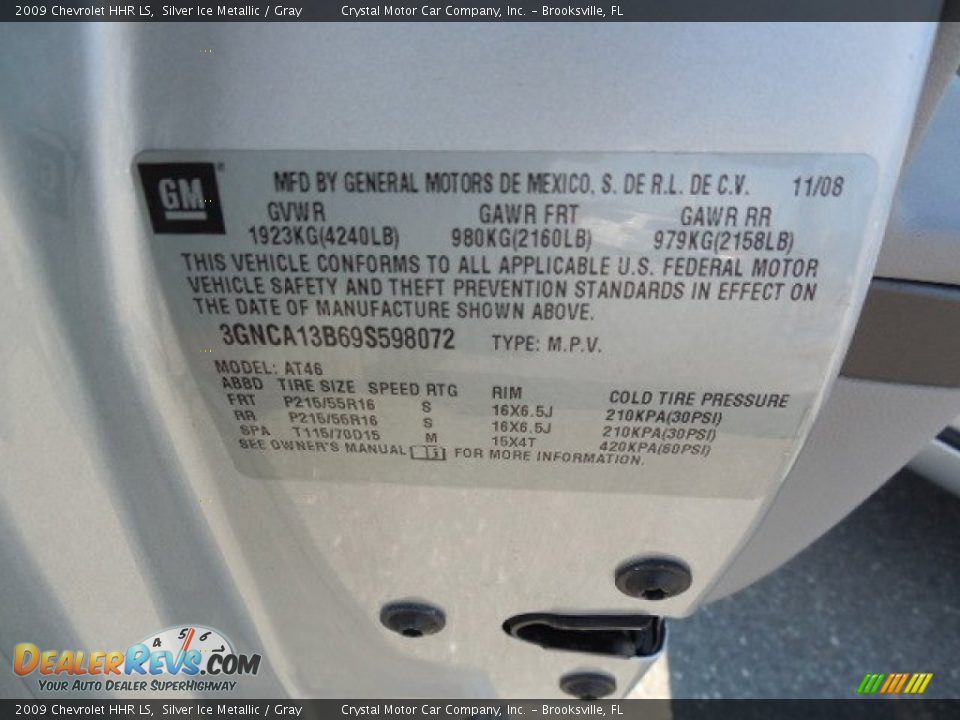 2009 Chevrolet HHR LS, Silver Ice Metallic / Gray Crystal Motor Car Company, Inc. - Brooksville, FL
GM MFD BY GENERAL MOTORS DE MEXICO, S. DE R.L. DE C.V. 11/08
GVWR GAWR FRT GAWR RR
1923KG(4240LB) 980KG(2160LB) 979KG(2158LB)
THIS VEHICLE CONFORMS TO ALL APPLICABLE U.S. FEDERAL MOTOR
VEHICLE SAFETY AND THEFT PREVENTION STANDARDS IN EFFECT ON
THE DATE OF MANUFACTURE SHOWN ABOVE.
3GNCA13B69S598072 TYPE: M.P.V.
MODEL: AT46
ABBD TIRE SIZE SPEED RTG RIM COLD TIRE PRESSURE
FRT P215/55R16 S 16X6.5J 210KPA(30PSI)
RR P215/55R16 S 16X6.5J 210KPA(30PSI)
SPA T115/70D15 M 15X4T 420KPA(60PSI)
SEE OWNER'S MANUAL FOR MORE INFORMATION.
4 5 6 7
DEALERREVS.COM
YOUR AUTO DEALER SUPERHIGHWAY
2009 Chevrolet HHR LS, Silver Ice Metallic / Gray Crystal Motor Car Company, Inc. - Brooksville, FL